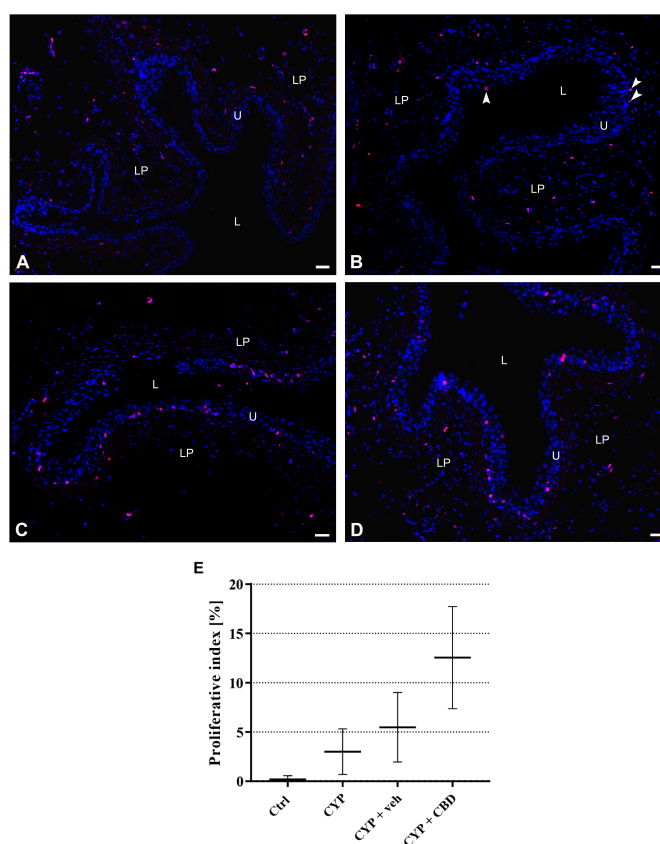 LP
U
LP
L
A
LP
L
U
LP
B
LP
L
U
LP
C
L
LP
U
LP
D
E
Proliferative index [%]
20
15
10
5
0
Ctrl
CYP
CYP + veh
CYP + CBD